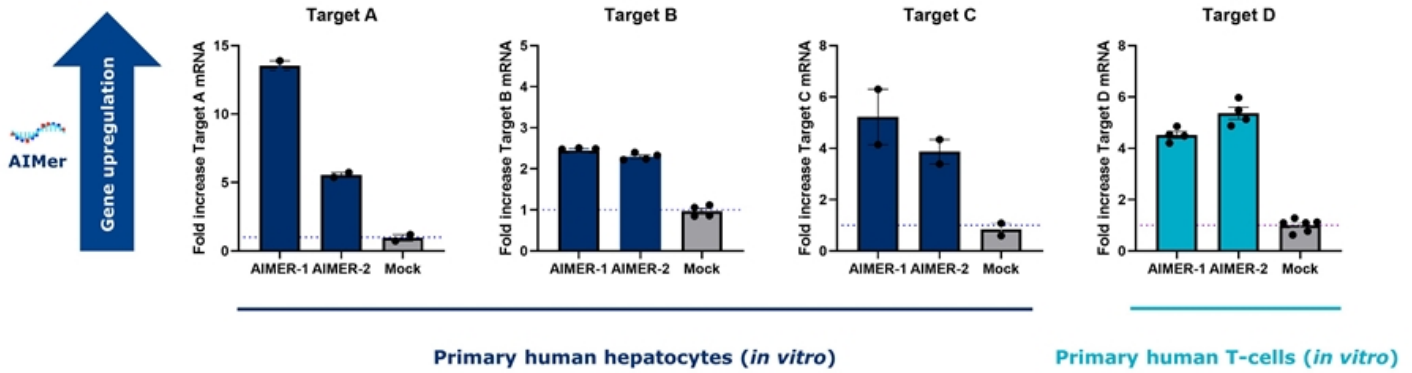 Gene upregulation
AIMer
Target A
Fold increase Target A mRNA
15
10
5
0
AIMER-1 AIMER-2 Mock
Target B
Fold increase Target B mRNA
5
4
3
2
1
0
AIMER-1 AIMER-2 Mock
Target C
Fold increase Target C mRNA
8
6
4
2
0
AIMER-1 AIMER-2 Mock
Target D
Fold increase Target D mRNA
8
6
4
2
0
AIMER-1 AIMER-2 Mock
Primary human hepatocytes (in vitro)
Primary human T-cells (in vitro)